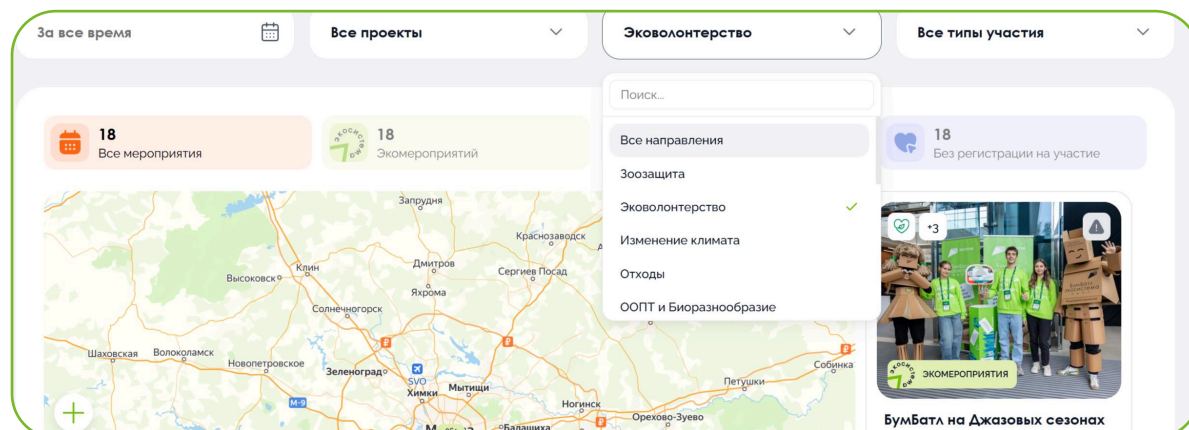 За все время
Все проекты
Эковолонтерство
Все типы участия
Поиск...
Все направления
Зоозащита
Эковолонтерство
Изменение климата
Отходы
ООПТ и Биоразнообразие
18
Все мероприятия
18
Экомероприятий
18
Без регистрации на участие
Запрудня
Краснозаводск
Высоковск
Клин
Дмитров
Сергиев Посад
Яхрома
Солнечногорск
Шаховская
Волоколамск
Новопетровское
Зеленоград
SVO
Химки
Мытищи
Петушки
Собинка
М-9
Ногинск
Орехово-Зуево
Балашиха
+3
ЭКОСИСТЕМА
ЭКОМЕРОПРИЯТИЯ
БумБатл на Джазовых сезонах